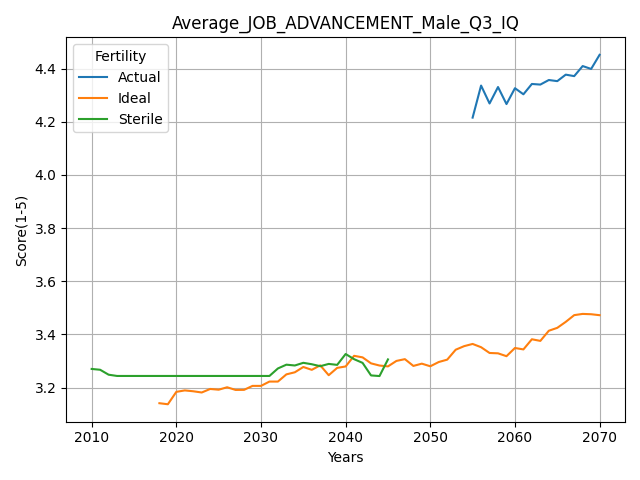 Average_JOB_ADVANCEMENT_Male_Q3_IQ
Fertility
Actual
Ideal
Sterile
Score(1-5)
4.4
4.2
4.0
3.8
3.6
3.4
3.2
2010 2020 2030 2040 2050 2060 2070
Years